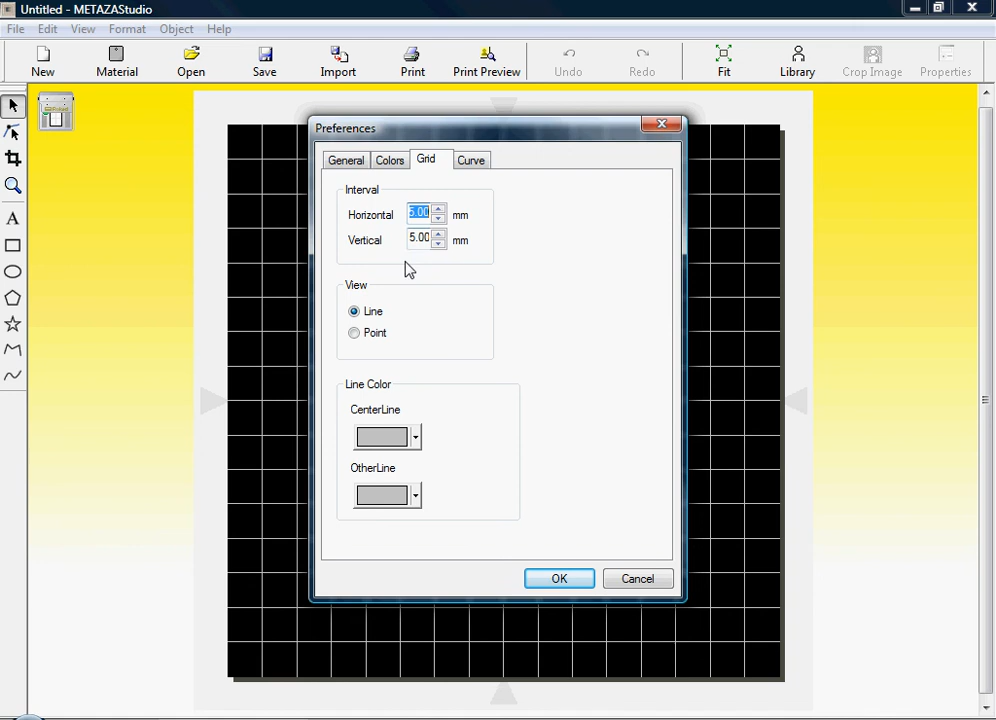 Untitled - METAZAStudio
File Edit View Format Object Help
New Material Open Save Import Print Print Preview Undo Redo Fit Library Crop Image Properties
Preferences
General Colors Grid Curve
Interval
Horizontal 5.00 mm
Vertical 5.00 mm
View
Line
Point
Line Color
CenterLine
OtherLine
OK Cancel